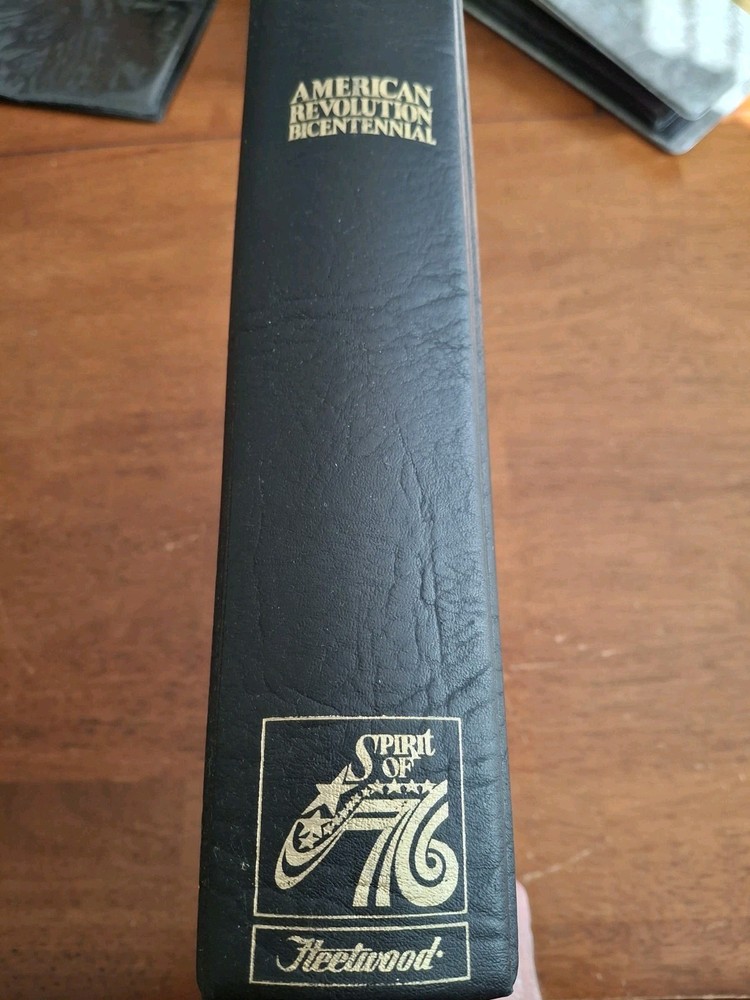 AMERICAN
REVOLUTION
BICENTENNIAL
SPIRIt
OF
76
Fleetwood